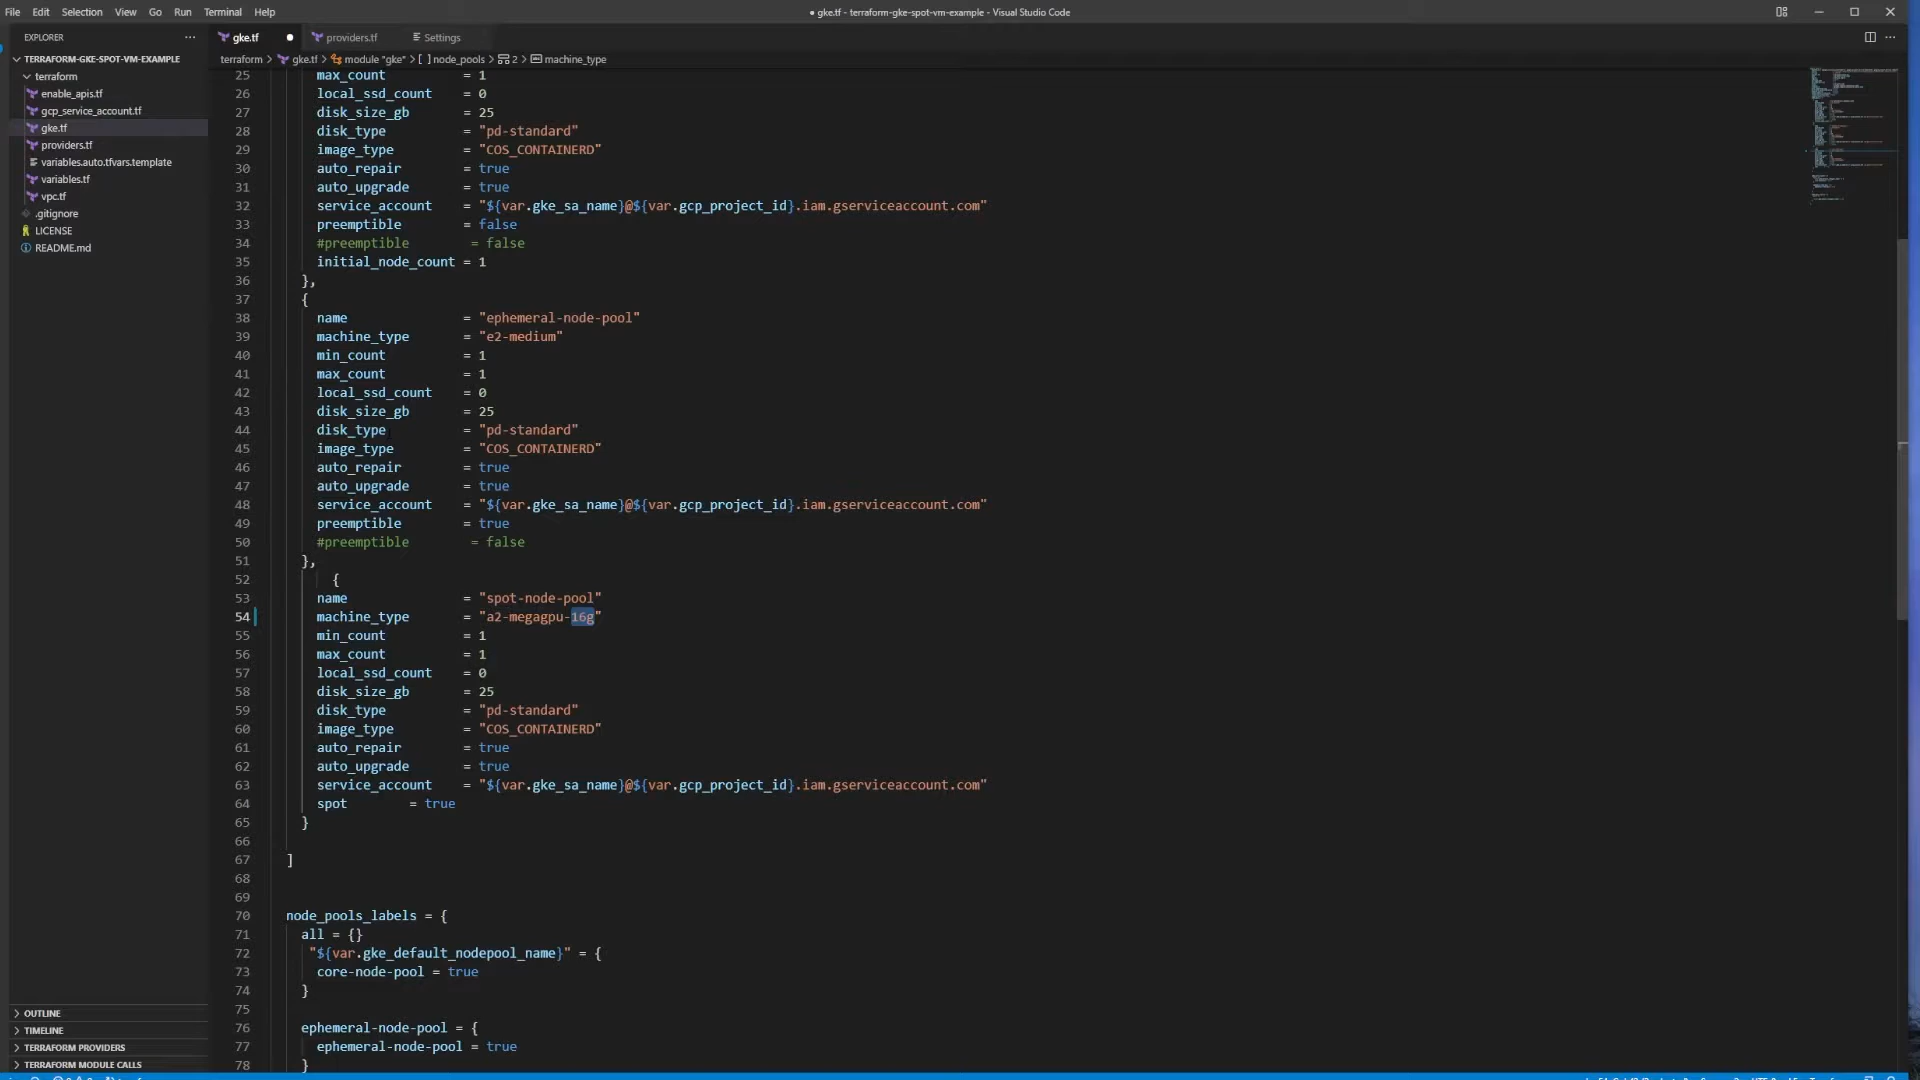 File Edit Selection View Go Run Terminal Help
● gke.tf - terraform-gke-spot-vm-example - Visual Studio Code
EXPLORER
TERRAFORM-GKE-SPOT-VM-EXAMPLE
terraform
enable_apis.tf
gcp_service_account.tf
gke.tf
providers.tf
variables.auto.tfvars.template
variables.tf
vpc.tf
.gitignore
LICENSE
README.md
OUTLINE
TIMELINE
TERRAFORM PROVIDERS
TERRAFORM MODULE CALLS
gke.tf ● providers.tf Settings
terraform > gke.tf > module "gke" > [ ] node_pools > 2 > machine_type
25 max_count = 1
26 local_ssd_count = 0
27 disk_size_gb = 25
28 disk_type = "pd-standard"
29 image_type = "COS_CONTAINERD"
30 auto_repair = true
31 auto_upgrade = true
32 service_account = "${var.gke_sa_name}@${var.gcp_project_id}.iam.gserviceaccount.com"
33 preemptible = false
34 #preemptible = false
35 initial_node_count = 1
36 },
37 {
38 name = "ephemeral-node-pool"
39 machine_type = "e2-medium"
40 min_count = 1
41 max_count = 1
42 local_ssd_count = 0
43 disk_size_gb = 25
44 disk_type = "pd-standard"
45 image_type = "COS_CONTAINERD"
46 auto_repair = true
47 auto_upgrade = true
48 service_account = "${var.gke_sa_name}@${var.gcp_project_id}.iam.gserviceaccount.com"
49 preemptible = true
50 #preemptible = false
51 },
52 {
53 name = "spot-node-pool"
54 machine_type = "a2-megagpu-16g"
55 min_count = 1
56 max_count = 1
57 local_ssd_count = 0
58 disk_size_gb = 25
59 disk_type = "pd-standard"
60 image_type = "COS_CONTAINERD"
61 auto_repair = true
62 auto_upgrade = true
63 service_account = "${var.gke_sa_name}@${var.gcp_project_id}.iam.gserviceaccount.com"
64 spot = true
65 }
66
67 ]
68
69
70 node_pools_labels = {
71 all = {}
72 "${var.gke_default_nodepool_name}" = {
73 core-node-pool = true
74 }
75
76 ephemeral-node-pool = {
77 ephemeral-node-pool = true
78 }